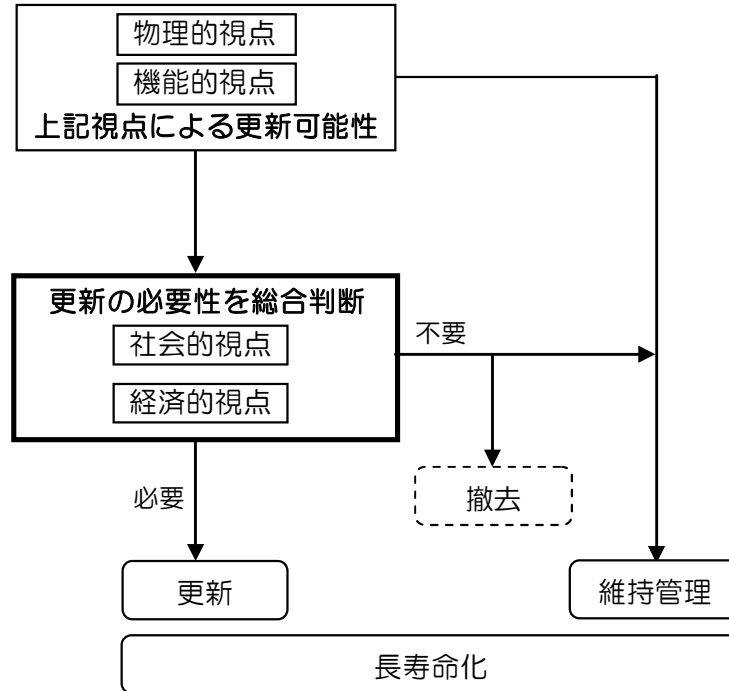 物理的視点
機能的視点
上記視点による更新可能性
更新の必要性を総合判断
社会的視点
不要
経済的視点
必要
撤去
更新
維持管理
長寿命化